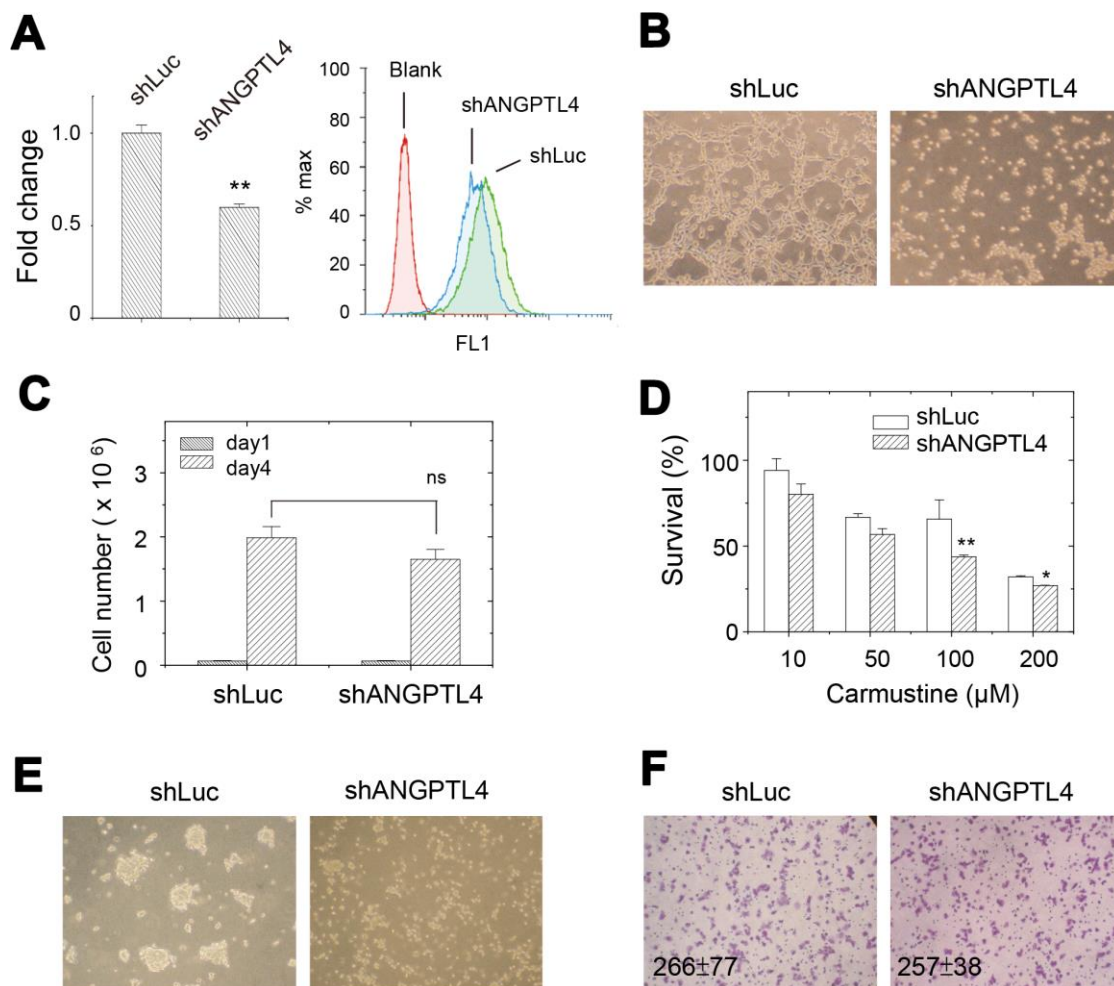 A
shLuc
shANGPTL4
Fold change
1.0
0.5
0
**
% max
100
80
60
40
20
0
Blank
shANGPTL4
shLuc
FL1
B
shLuc
shANGPTL4
C
Cell number ( x 10 6)
3
2
1
0
day1
day4
ns
shLuc
shANGPTL4
D
Survival (%)
100
50
0
shLuc
shANGPTL4
**
*
10
50
100
200
Carmustine (µM)
E
shLuc
shANGPTL4
F
shLuc
shANGPTL4
266±77
257±38